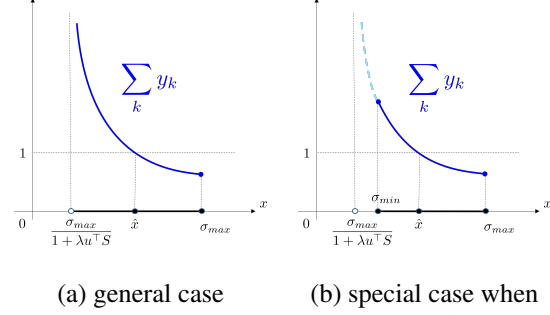 ∑ y_k
k
1
0
σ_max
1 + λu^⊤S
x̂
σ_max
x
(a) general case
∑ y_k
k
1
σ_min
0
σ_max
1 + λu^⊤S
x̂
σ_max
x
(b) special case when